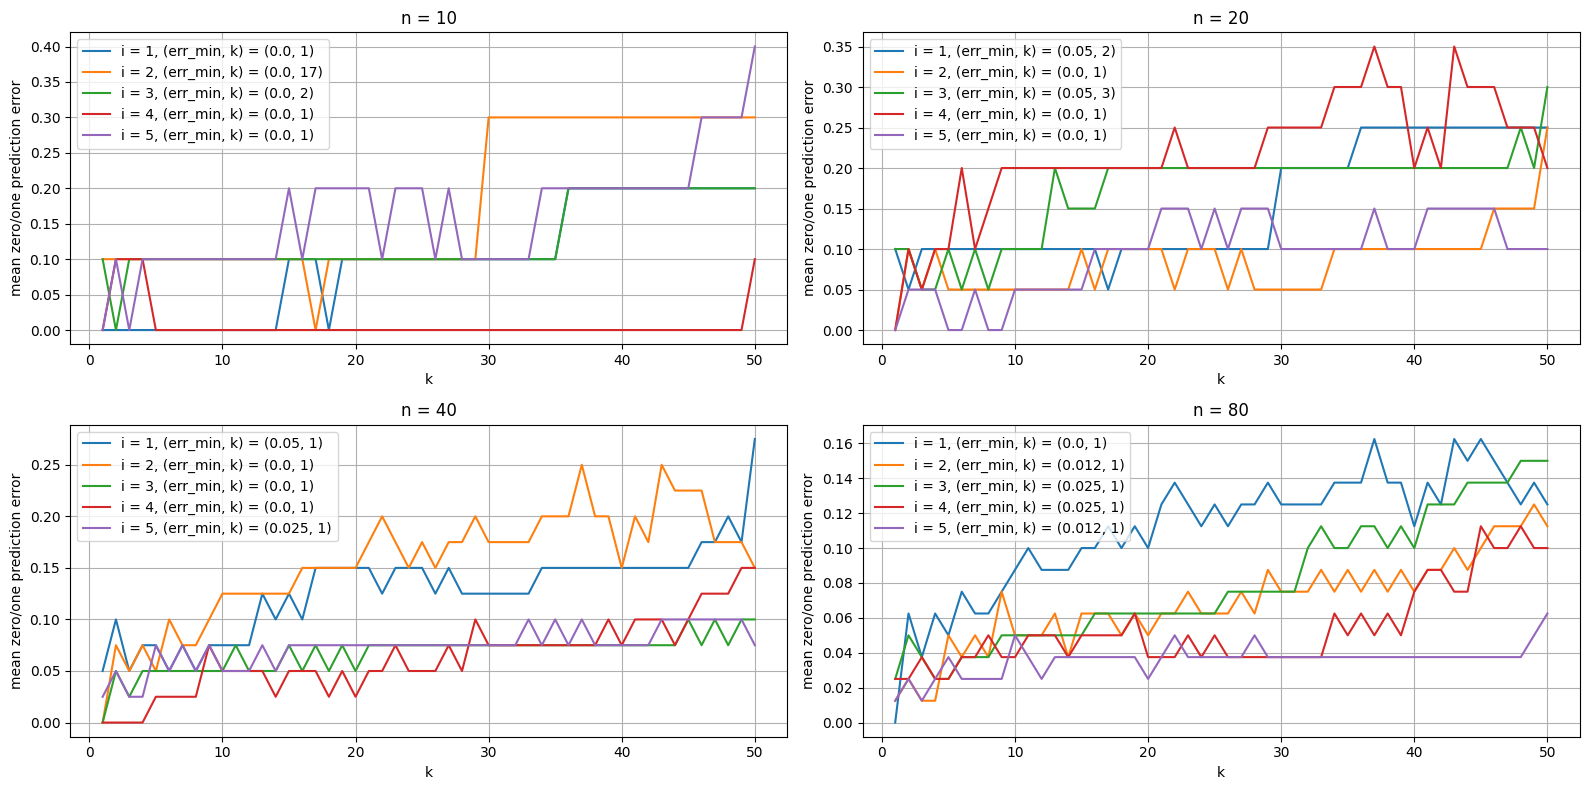 n = 10
mean zero/one prediction error
0.40
0.35
0.30
0.25
0.20
0.15
0.10
0.05
0.00
i = 1, (err_min, k) = (0.0, 1)
i = 2, (err_min, k) = (0.0, 17)
i = 3, (err_min, k) = (0.0, 2)
i = 4, (err_min, k) = (0.0, 1)
i = 5, (err_min, k) = (0.0, 1)
0 10 20 30 40 50
k
n = 20
mean zero/one prediction error
0.35
0.30
0.25
0.20
0.15
0.10
0.05
0.00
i = 1, (err_min, k) = (0.05, 2)
i = 2, (err_min, k) = (0.0, 1)
i = 3, (err_min, k) = (0.05, 3)
i = 4, (err_min, k) = (0.0, 1)
i = 5, (err_min, k) = (0.0, 1)
0 10 20 30 40 50
k
n = 40
mean zero/one prediction error
0.25
0.20
0.15
0.10
0.05
0.00
i = 1, (err_min, k) = (0.05, 1)
i = 2, (err_min, k) = (0.0, 1)
i = 3, (err_min, k) = (0.0, 1)
i = 4, (err_min, k) = (0.0, 1)
i = 5, (err_min, k) = (0.025, 1)
0 10 20 30 40 50
k
n = 80
mean zero/one prediction error
0.16
0.14
0.12
0.10
0.08
0.06
0.04
0.02
0.00
i = 1, (err_min, k) = (0.0, 1)
i = 2, (err_min, k) = (0.012, 1)
i = 3, (err_min, k) = (0.025, 1)
i = 4, (err_min, k) = (0.025, 1)
i = 5, (err_min, k) = (0.012, 1)
0 10 20 30 40 50
k